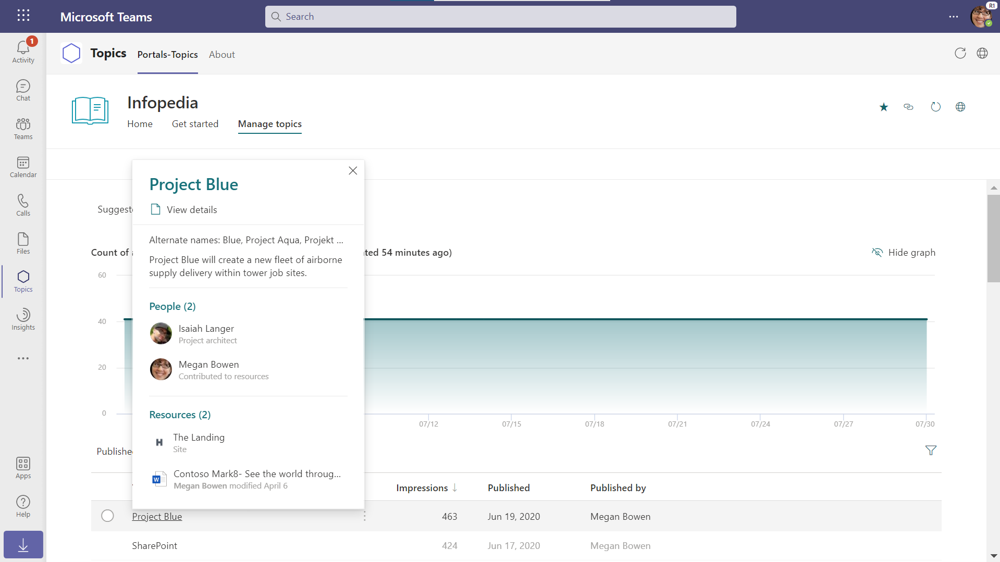 R1
Microsoft Teams
Search
1
Activity
Chat
Teams
Calendar
Calls
Files
Topics
Insights
Apps
Help
Topics
Portals-Topics
About
Infopedia
Home
Get started
Manage topics
Project Blue
View details
Alternate names: Blue, Project Aqua, Projekt ...
Project Blue will create a new fleet of airborne
supply delivery within tower job sites.
People (2)
Isaiah Langer
Project architect
Megan Bowen
Contributed to resources
Resources (2)
H
The Landing
Site
W
Contoso Mark8- See the world throug...
Megan Bowen modified April 6
Suggest
Count of
ted 54 minutes ago)
Hide graph
60
40
20
0
07/12
07/15
07/18
07/21
07/24
07/27
07/30
Publishe
Impressions
Published
Published by
Project Blue
463
Jun 19, 2020
Megan Bowen
SharePoint
424
Jun 17, 2020
Megan Bowen